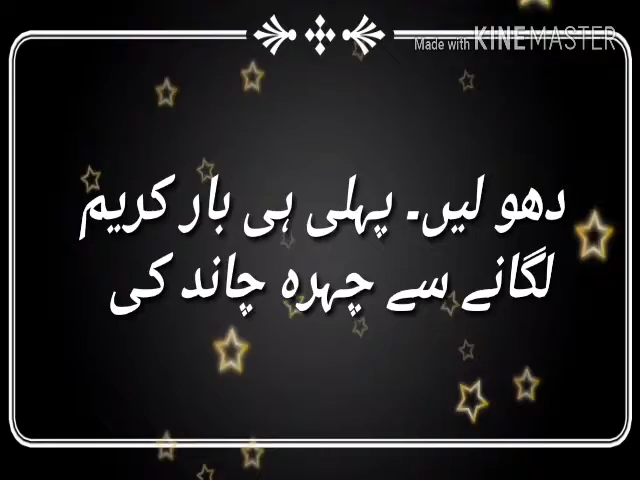 Made with KINEMASTER
دھو لیں۔ پہلی ہی بار کریم
لگانے سے چہرہ چاند کی